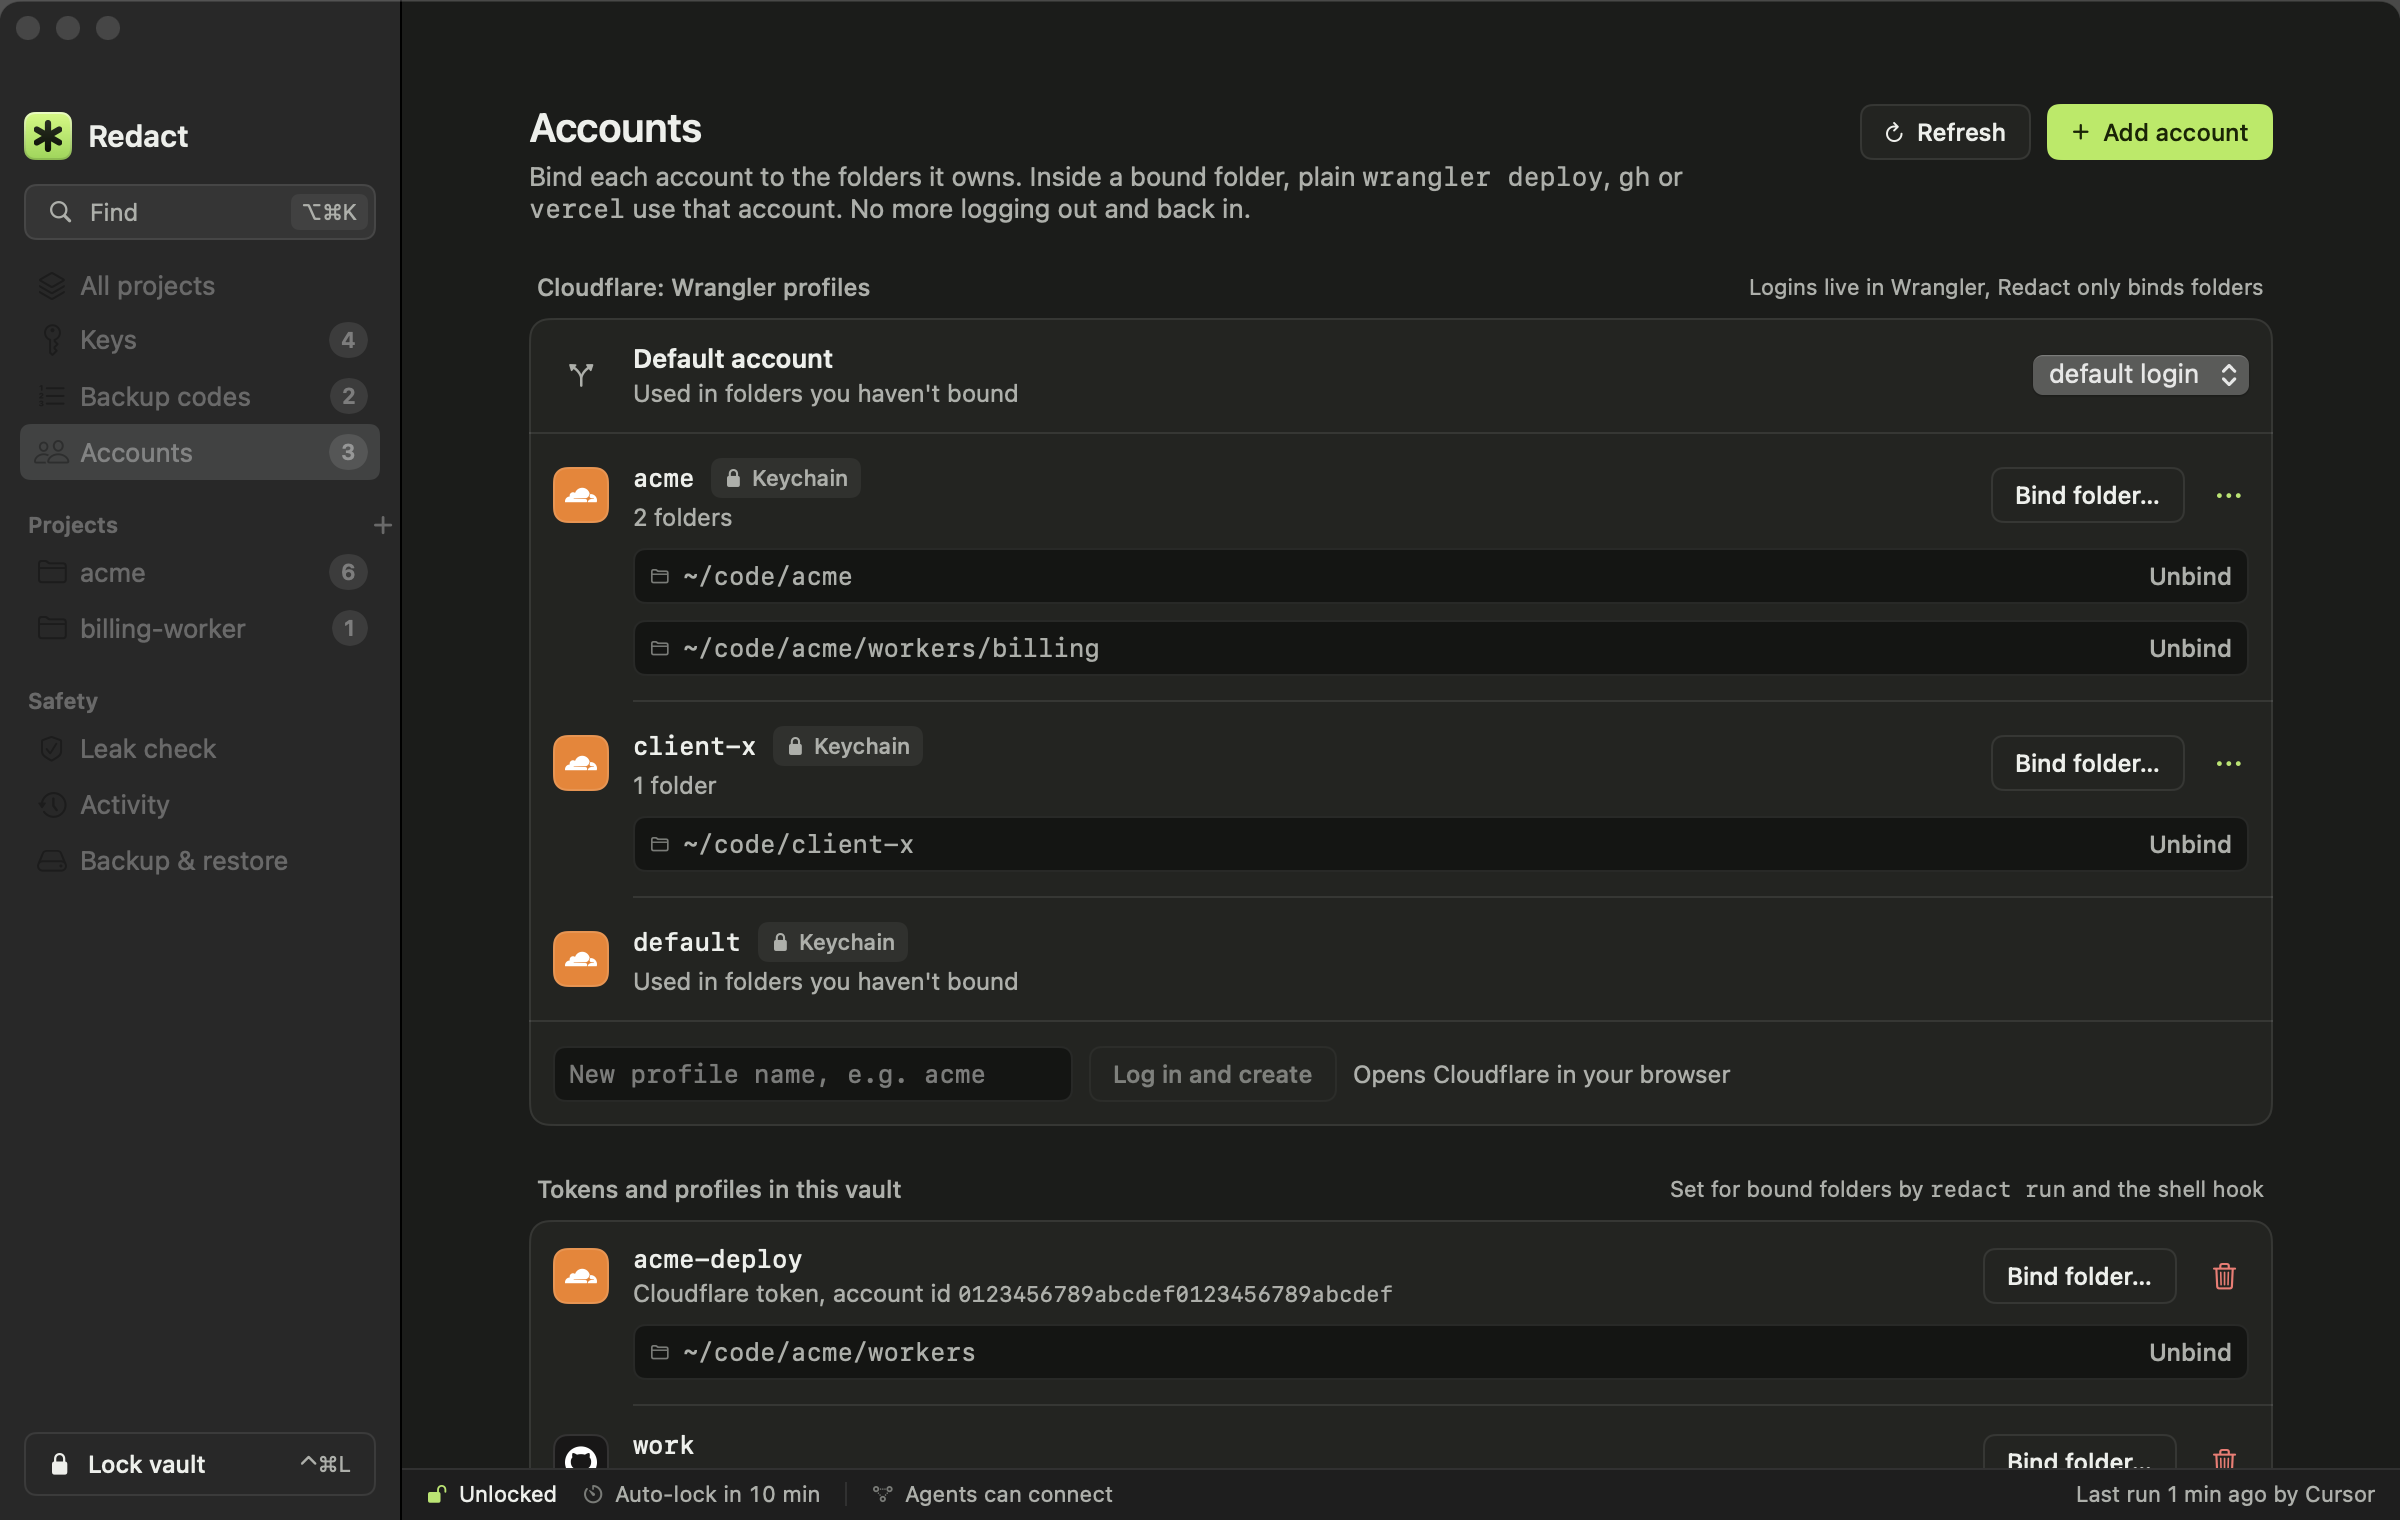 Redact
Find ⌥⌘K
All projects
Keys 4
Backup codes 2
Accounts 3
Projects +
acme 6
billing-worker 1
Safety
Leak check
Activity
Backup & restore
Lock vault ^⌘L
Accounts
Bind each account to the folders it owns. Inside a bound folder, plain wrangler deploy, gh or
vercel use that account. No more logging out and back in.
Refresh
+ Add account
Cloudflare: Wrangler profiles
Logins live in Wrangler, Redact only binds folders
Default account
Used in folders you haven't bound
default login
acme Keychain
2 folders
Bind folder...
~/code/acme Unbind
~/code/acme/workers/billing Unbind
client-x Keychain
1 folder
Bind folder...
~/code/client-x Unbind
default Keychain
Used in folders you haven't bound
New profile name, e.g. acme
Log in and create
Opens Cloudflare in your browser
Tokens and profiles in this vault
Set for bound folders by redact run and the shell hook
acme-deploy
Cloudflare token, account id 0123456789abcdef0123456789abcdef
Bind folder...
~/code/acme/workers Unbind
work
Bind folder...
Unlocked
Auto-lock in 10 min
Agents can connect
Last run 1 min ago by Cursor